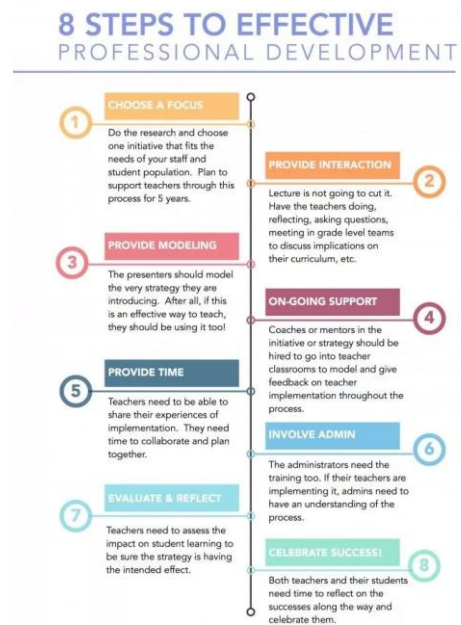 8 STEPS TO EFFECTIVE
PROFESSIONAL DEVELOPMENT
CHOOSE A FOCUS
1
Do the research and choose
one initiative that fits the
needs of your staff and
student population. Plan to
support teachers through this
process for 5 years.
PROVIDE INTERACTION
2
Lecture is not going to cut it.
Have the teachers doing,
reflecting, asking questions,
meeting in grade level teams
to discuss implications on
their curriculum, etc.
PROVIDE MODELING
3
The presenters should model
the very strategy they are
introducing. After all, if this
is an effective way to teach,
they should be using it too!
ON-GOING SUPPORT
4
Coaches or mentors in the
initiative or strategy should be
hired to go into teacher
classrooms to model and give
feedback on teacher
implementation throughout the
process.
PROVIDE TIME
5
Teachers need to be able to
share their experiences of
implementation. They need
time to collaborate and plan
together.
INVOLVE ADMIN
6
The administrators need the
training too. If their teachers are
implementing it, admins need to
have an understanding of the
process.
EVALUATE & REFLECT
7
Teachers need to assess the
impact on student learning to
be sure the strategy is having
the intended effect.
CELEBRATE SUCCESS!
8
Both teachers and their students
need time to reflect on the
successes along the way and
celebrate them.